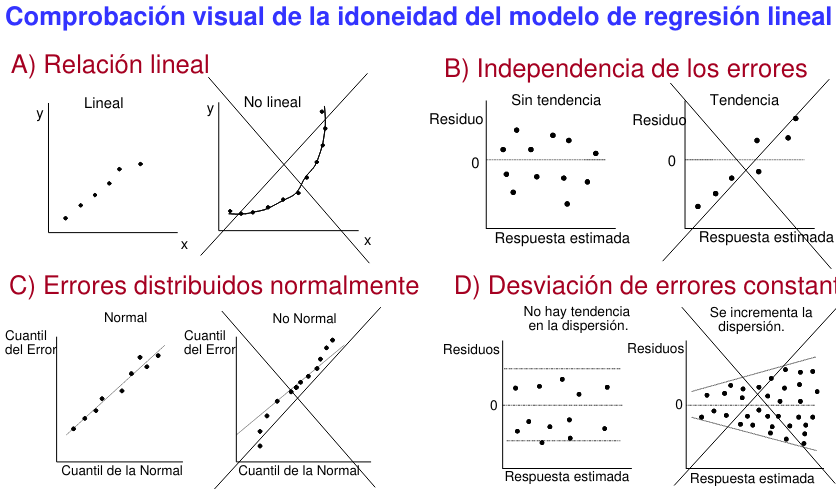 Comprobación visual de la idoneidad del modelo de regresión lineal
A) Relación lineal
y
Lineal
x
y
No lineal
x
B) Independencia de los errores
Sin tendencia
Residuo
0
Respuesta estimada
Tendencia
Residuo
0
Respuesta estimada
C) Errores distribuidos normalmente
Normal
Cuantil
del Error
Cuantil de la Normal
No Normal
Cuantil
del Error
Cuantil de la Normal
D) Desviación de errores constant
No hay tendencia
en la dispersión.
Residuos
0
Respuesta estimada
Se incrementa la
dispersión.
Residuos
0
Respuesta estimada